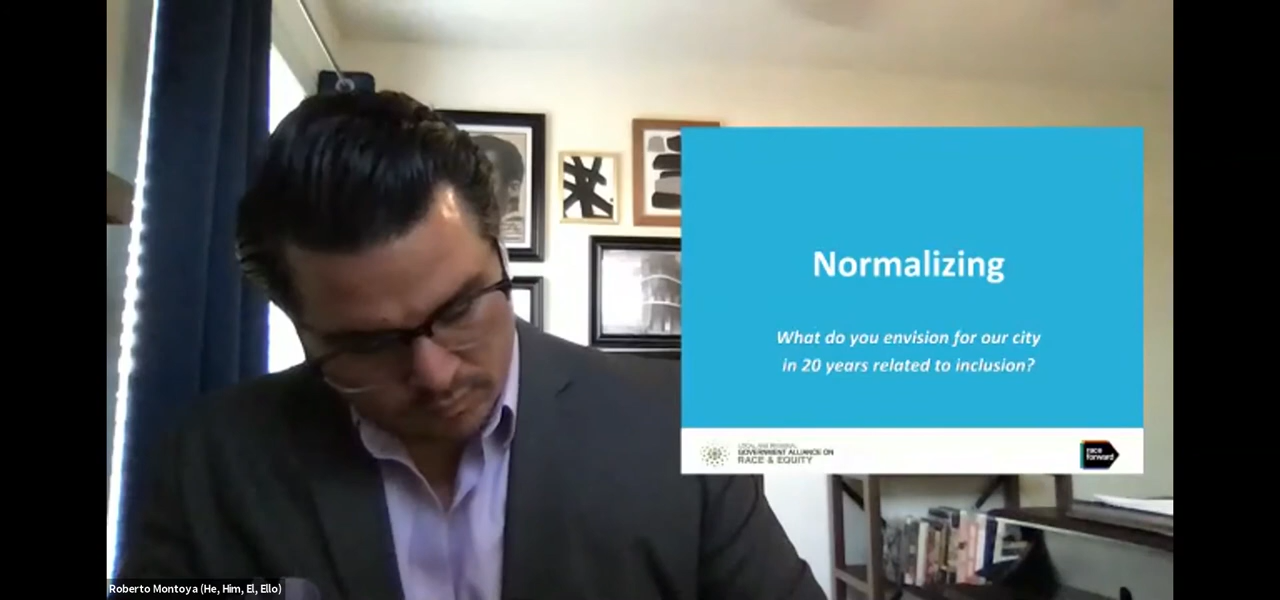 Normalizing
What do you envision for our city
in 20 years related to inclusion?
LOCAL AND REGIONAL
GOVERNMENT ALLIANCE ON
RACE & EQUITY
race
forward
Roberto Montoya (He, Him, El, Ello)